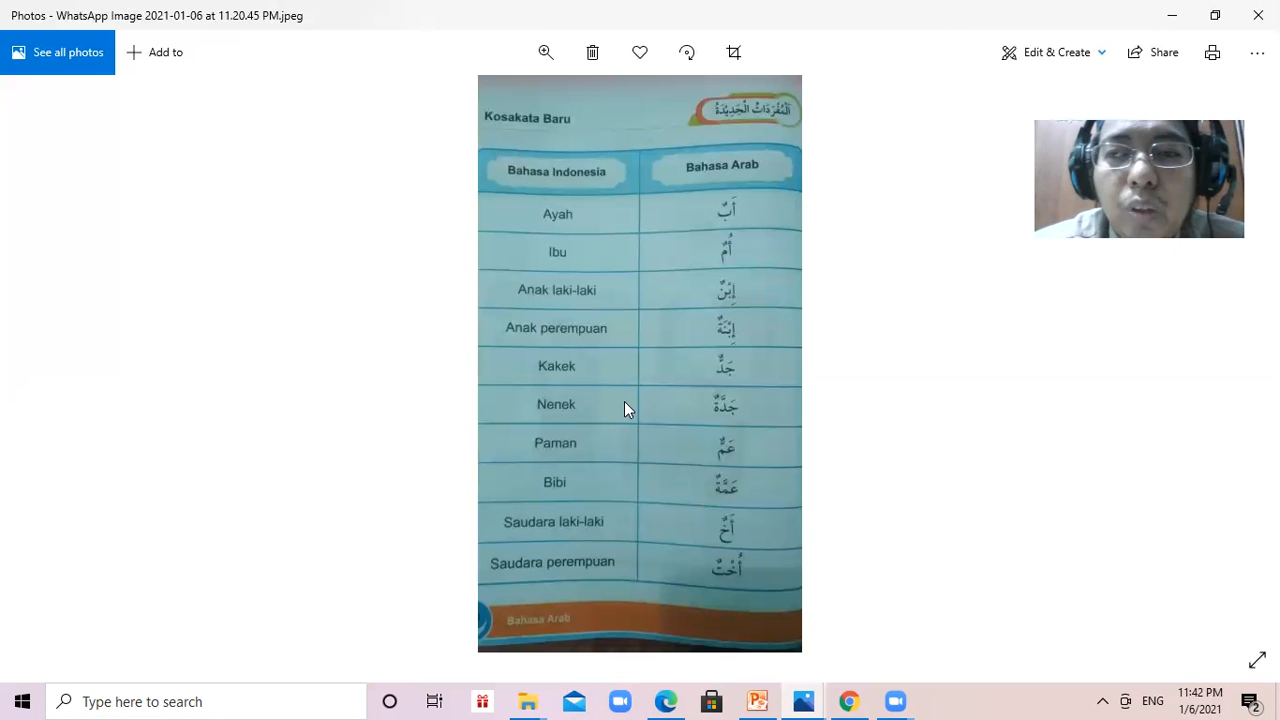 Photos - WhatsApp Image 2021-01-06 at 11.20.45 PM.jpeg
See all photos
Add to
Edit & Create
Share
Kosakata Baru
اَلْمُفْرَدَاتُ الْجَدِيْدَةُ
Bahasa Indonesia Bahasa Arab
Ayah أَبٌ
Ibu أُمٌّ
Anak laki-laki إِبْنٌ
Anak perempuan إِبْنَةٌ
Kakek جَدٌّ
Nenek جَدَّةٌ
Paman عَمٌّ
Bibi عَمَّةٌ
Saudara laki-laki أَخٌ
Saudara perempuan أُخْتٌ
Bahasa Arab
Type here to search
ENG
11:42 PM
1/6/2021
2